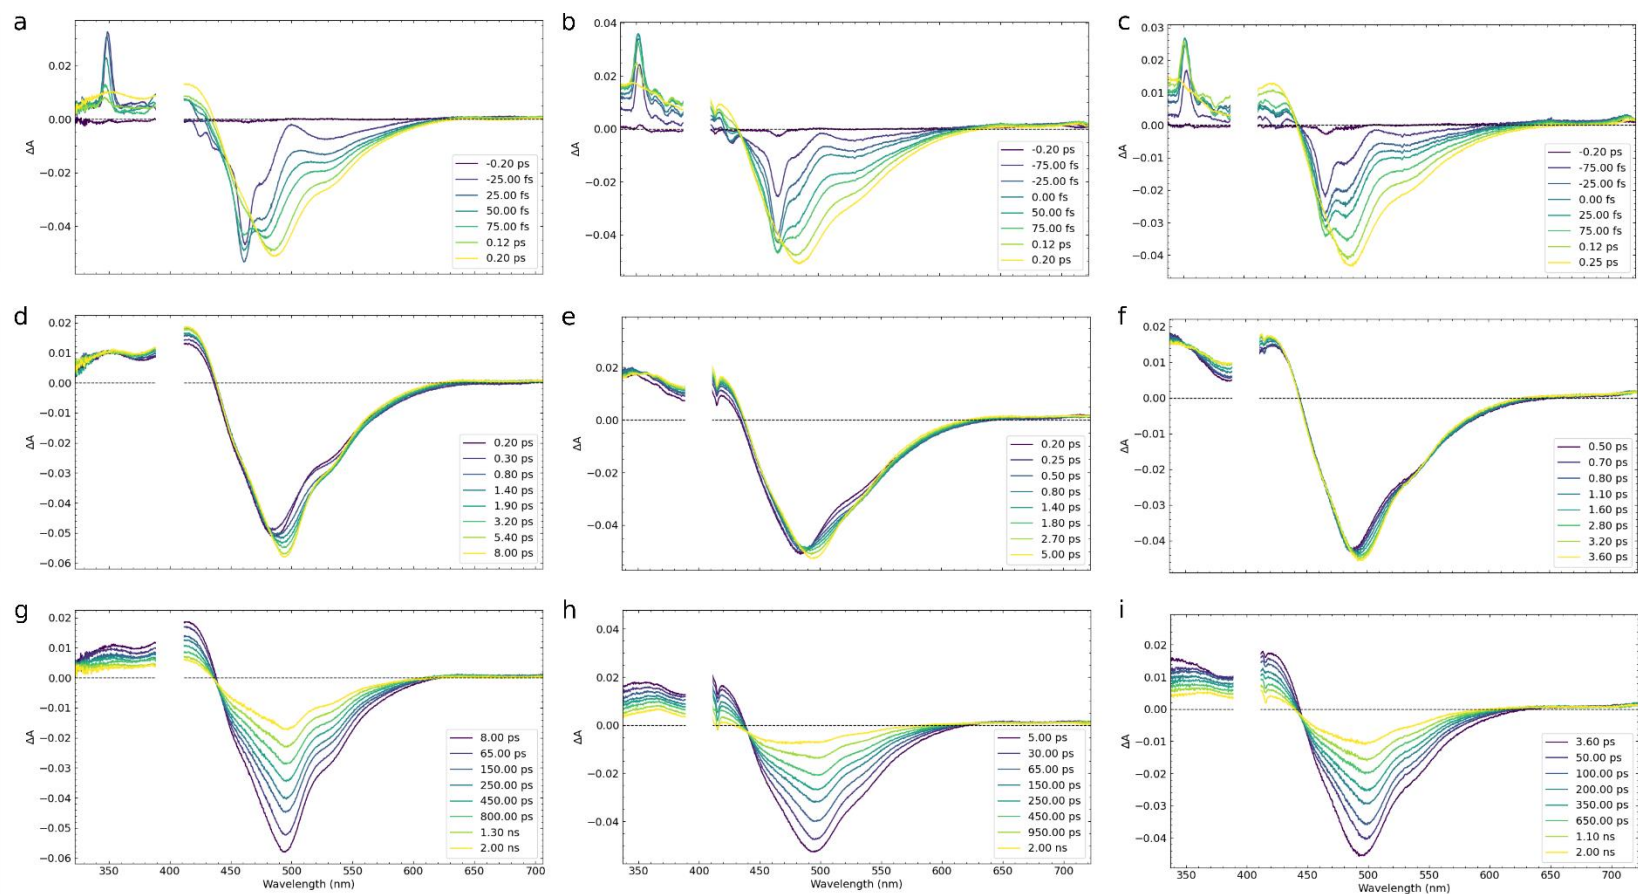 a
0.02
0.00
−0.02
−0.04
ΔA
-0.20 ps
-25.00 fs
25.00 fs
50.00 fs
75.00 fs
0.12 ps
0.20 ps
b
0.04
0.02
0.00
−0.02
−0.04
ΔA
-0.20 ps
-75.00 fs
-25.00 fs
0.00 fs
50.00 fs
75.00 fs
0.12 ps
0.20 ps
350
400
450
500
550
600
650
700
c
0.03
0.02
0.01
0.00
−0.01
−0.02
−0.03
−0.04
ΔA
-0.20 ps
-75.00 fs
-25.00 fs
0.00 fs
25.00 fs
75.00 fs
0.12 ps
0.25 ps
350
400
450
500
550
600
650
700
d
0.02
0.01
0.00
−0.01
−0.02
−0.03
−0.04
−0.05
−0.06
ΔA
0.20 ps
0.30 ps
0.80 ps
1.40 ps
1.90 ps
3.20 ps
5.40 ps
8.00 ps
e
0.02
0.00
−0.02
−0.04
ΔA
0.20 ps
0.25 ps
0.50 ps
0.80 ps
1.40 ps
1.80 ps
2.70 ps
5.00 ps
f
0.02
0.01
0.00
−0.01
−0.02
−0.03
−0.04
ΔA
0.50 ps
0.70 ps
0.80 ps
1.10 ps
1.60 ps
2.80 ps
3.20 ps
3.60 ps
g
0.02
0.01
0.00
−0.01
−0.02
−0.03
−0.04
−0.05
−0.06
ΔA
8.00 ps
65.00 ps
150.00 ps
250.00 ps
450.00 ps
800.00 ps
1.30 ns
2.00 ns
350
400
450
500
550
600
650
700
Wavelength (nm)
h
0.04
0.02
0.00
−0.02
−0.04
ΔA
5.00 ps
30.00 ps
65.00 ps
150.00 ps
250.00 ps
450.00 ps
950.00 ps
2.00 ns
350
400
450
500
550
600
650
700
Wavelength (nm)
i
0.02
0.01
0.00
−0.01
−0.02
−0.03
−0.04
ΔA
3.60 ps
50.00 ps
100.00 ps
200.00 ps
350.00 ps
650.00 ps
1.10 ns
2.00 ns
350
400
450
500
550
600
650
700
Wavelength (nm)